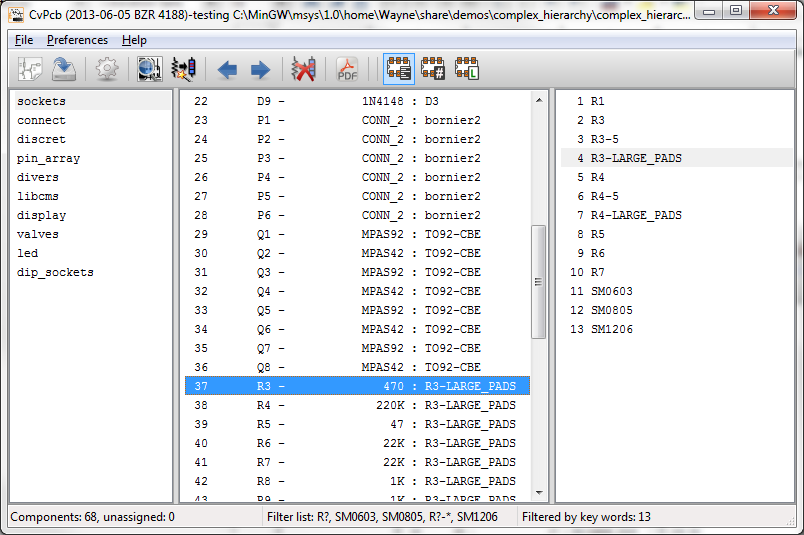 CvPcb (2013-06-05 BZR 4188)-testing C:\MinGW\msys\1.0\home\Wayne\share\demos\complex_hierarchy\complex_hierarc...
File Preferences Help
PDF # L
sockets
connect
discret
pin_array
divers
libcms
display
valves
led
dip_sockets
22 D9 - 1N4148 : D3
23 P1 - CONN_2 : bornier2
24 P2 - CONN_2 : bornier2
25 P3 - CONN_2 : bornier2
26 P4 - CONN_2 : bornier2
27 P5 - CONN_2 : bornier2
28 P6 - CONN_2 : bornier2
29 Q1 - MPAS92 : TO92-CBE
30 Q2 - MPAS42 : TO92-CBE
31 Q3 - MPAS92 : TO92-CBE
32 Q4 - MPAS42 : TO92-CBE
33 Q5 - MPAS92 : TO92-CBE
34 Q6 - MPAS42 : TO92-CBE
35 Q7 - MPAS92 : TO92-CBE
36 Q8 - MPAS42 : TO92-CBE
37 R3 - 470 : R3-LARGE_PADS
38 R4 - 220K : R3-LARGE_PADS
39 R5 - 47 : R3-LARGE_PADS
40 R6 - 22K : R3-LARGE_PADS
41 R7 - 22K : R3-LARGE_PADS
42 R8 - 1K : R3-LARGE_PADS
43 R9 - 1K : R3-LARGE_PADS
1 R1
2 R3
3 R3-5
4 R3-LARGE_PADS
5 R4
6 R4-5
7 R4-LARGE_PADS
8 R5
9 R6
10 R7
11 SM0603
12 SM0805
13 SM1206
Components: 68, unassigned: 0
Filter list: R?, SM0603, SM0805, R?-*, SM1206
Filtered by key words: 13